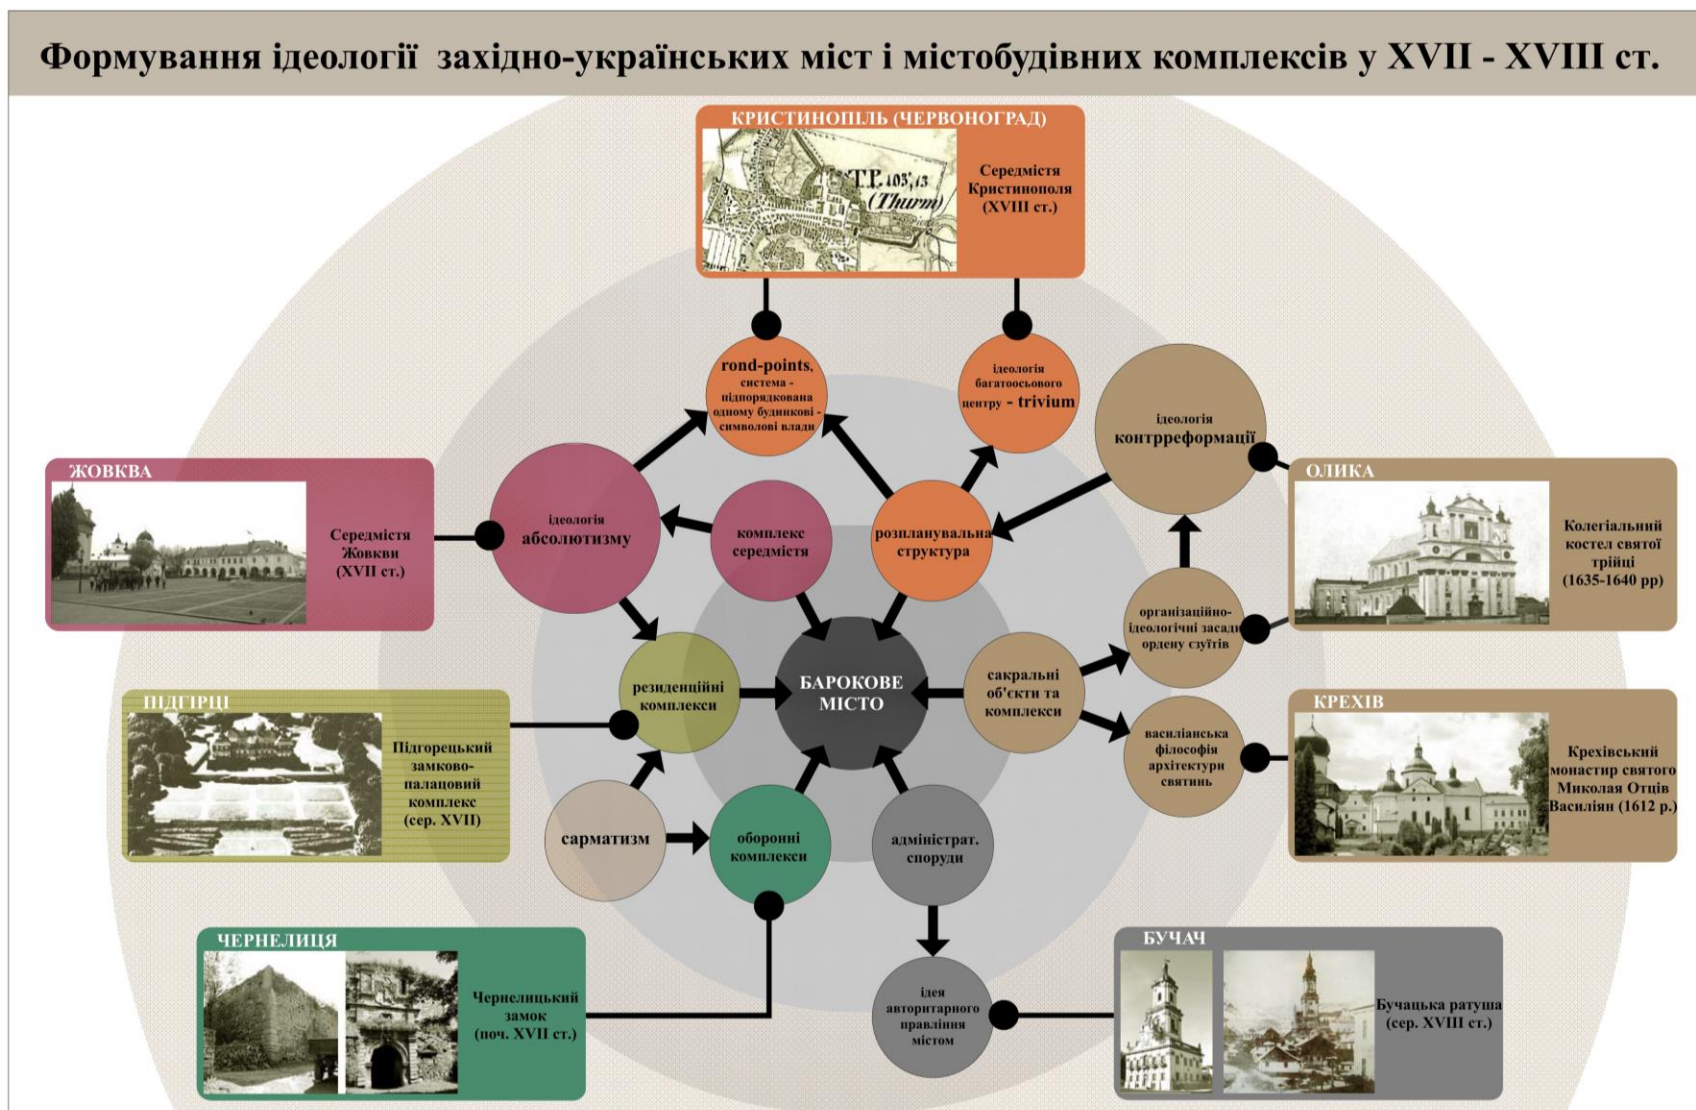 Формування ідеології західно-українських міст і містобудівних комплексів у XVII - XVIII ст.
КРИСТИНОПІЛЬ (ЧЕРВОНОГРАД)
T.P. 103,13
(Thurm)
Середмістя
Кристинополя
(XVIII ст.)
rond-points,
система -
підпорядкована
одному будинкові -
символові влади
ідеологія
багатоосьового
центру - trivium
ідеологія
контрреформації
ЖОВКВА
Середмістя
Жовкви
(XVII ст.)
ідеологія
абсолютизму
комплекс
середмістя
розпланувальна
структура
ОЛИКА
Колегіальний
костел святої
трійці
(1635-1640 рр)
організаційно-
ідеологічні засади
ордену єзуїтів
ПІДГІРЦІ
Підгорецький
замково-
палацовий
комплекс
(сер. XVII)
резиденційні
комплекси
БАРОКОВЕ
МІСТО
сакральні
об'єкти та
комплекси
василіанська
філософія
архітектури
святинь
КРЕХІВ
Крехівський
монастир святого
Миколая Отців
Василіян (1612 р.)
сарматизм
оборонні
комплекси
адміністрат.
споруди
ЧЕРНЕЛИЦЯ
Чернелицький
замок
(поч. XVII ст.)
ідея
авторитарного
правління
містом
БУЧАЧ
Бучацька ратуша
(сер. XVIII ст.)